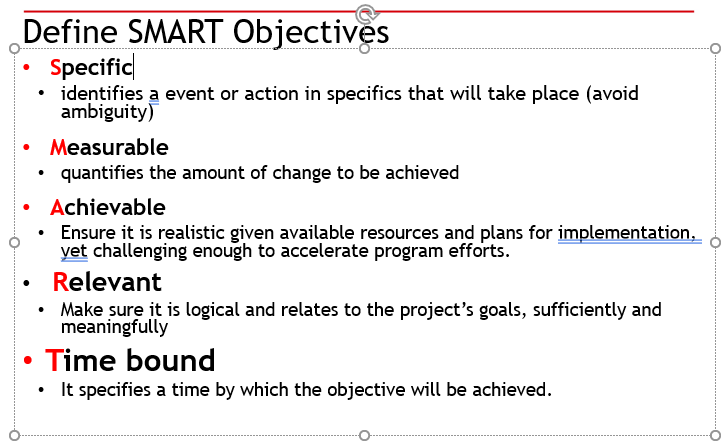 Define SMART Objectives
• Specific
• identifies a event or action in specifics that will take place (avoid
ambiguity)
• Measurable
• quantifies the amount of change to be achieved
• Achievable
• Ensure it is realistic given available resources and plans for implementation,
yet challenging enough to accelerate program efforts.
• Relevant
• Make sure it is logical and relates to the project’s goals, sufficiently and
meaningfully
• Time bound
• It specifies a time by which the objective will be achieved.